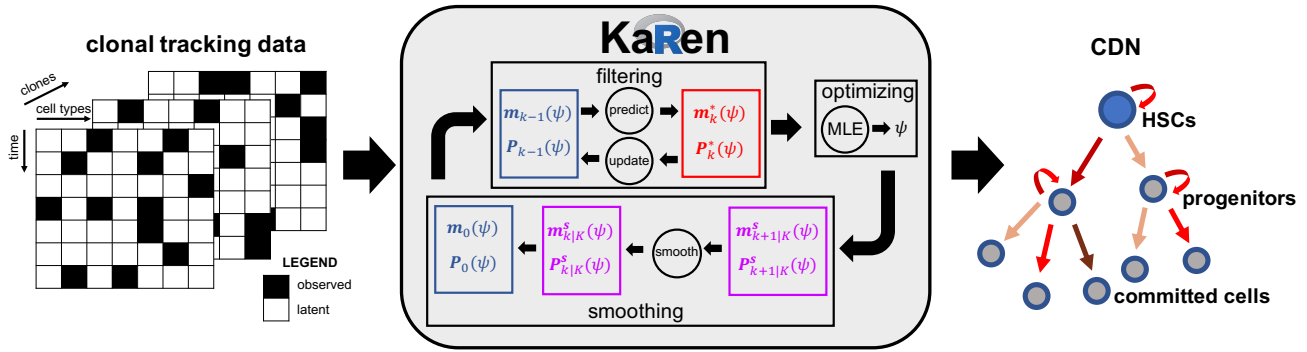 clonal tracking data
clones
cell types
time
LEGEND
observed
latent
KaRen
filtering
m_{k−1}(ψ)
P_{k−1}(ψ)
predict
update
m^*_k(ψ)
P^*_k(ψ)
optimizing
MLE
ψ
m_0(ψ)
P_0(ψ)
m^s_{k|K}(ψ)
P^s_{k|K}(ψ)
smooth
m^s_{k+1|K}(ψ)
P^s_{k+1|K}(ψ)
smoothing
CDN
HSCs
progenitors
committed cells